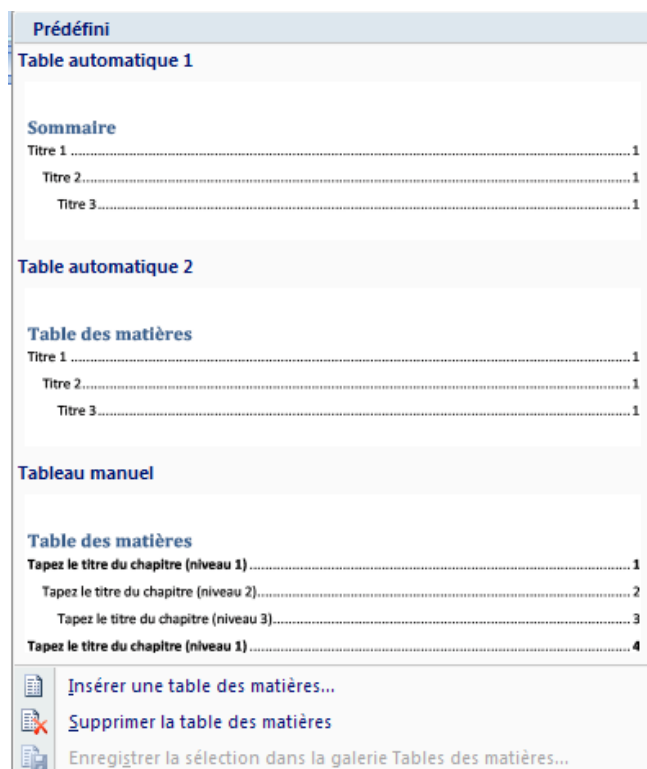 Prédéfini
Table automatique 1
Sommaire
Titre 1 ........................................................................ 1
Titre 2........................................................................ 1
Titre 3........................................................................ 1
Table automatique 2
Table des matières
Titre 1 ........................................................................ 1
Titre 2........................................................................ 1
Titre 3........................................................................ 1
Tableau manuel
Table des matières
Tapez le titre du chapitre (niveau 1) ........................................................................ 1
Tapez le titre du chapitre (niveau 2)........................................................................ 2
Tapez le titre du chapitre (niveau 3)........................................................................ 3
Tapez le titre du chapitre (niveau 1) ........................................................................ 4
Insérer une table des matières...
Supprimer la table des matières
Enregistrer la sélection dans la galerie Tables des matières...